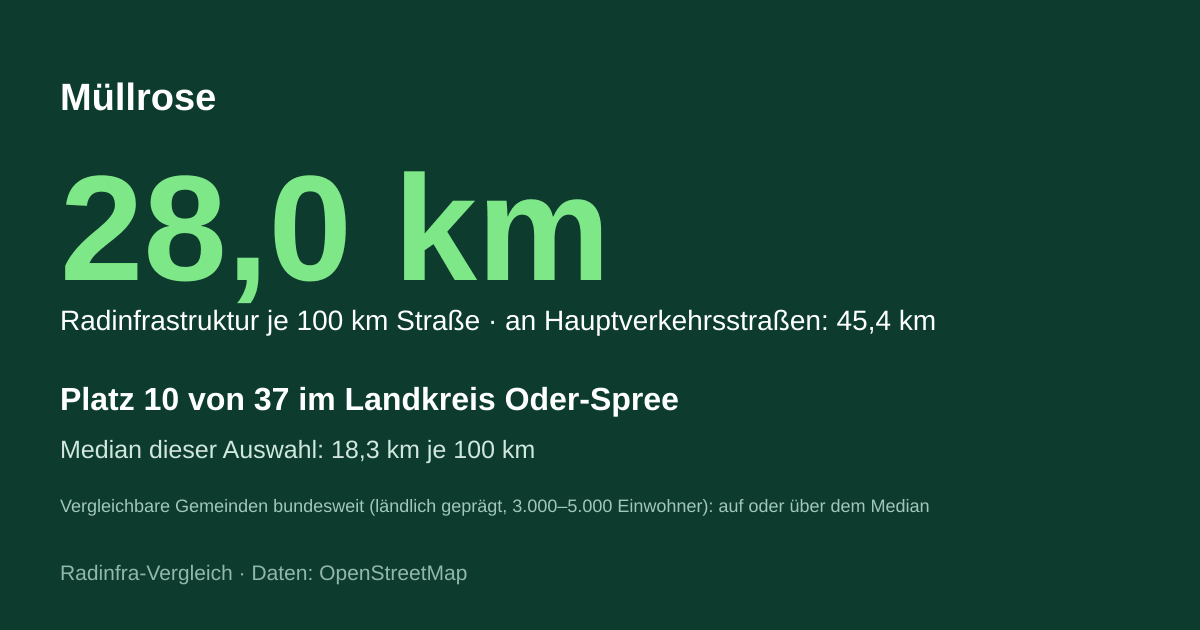 Müllrose
28,0 km
Radinfrastruktur je 100 km Straße · an Hauptverkehrsstraßen: 45,4 km
Platz 10 von 37 im Landkreis Oder-Spree
Median dieser Auswahl: 18,3 km je 100 km
Vergleichbare Gemeinden bundesweit (ländlich geprägt, 3.000–5.000 Einwohner): auf oder über dem Median
Radinfra-Vergleich · Daten: OpenStreetMap